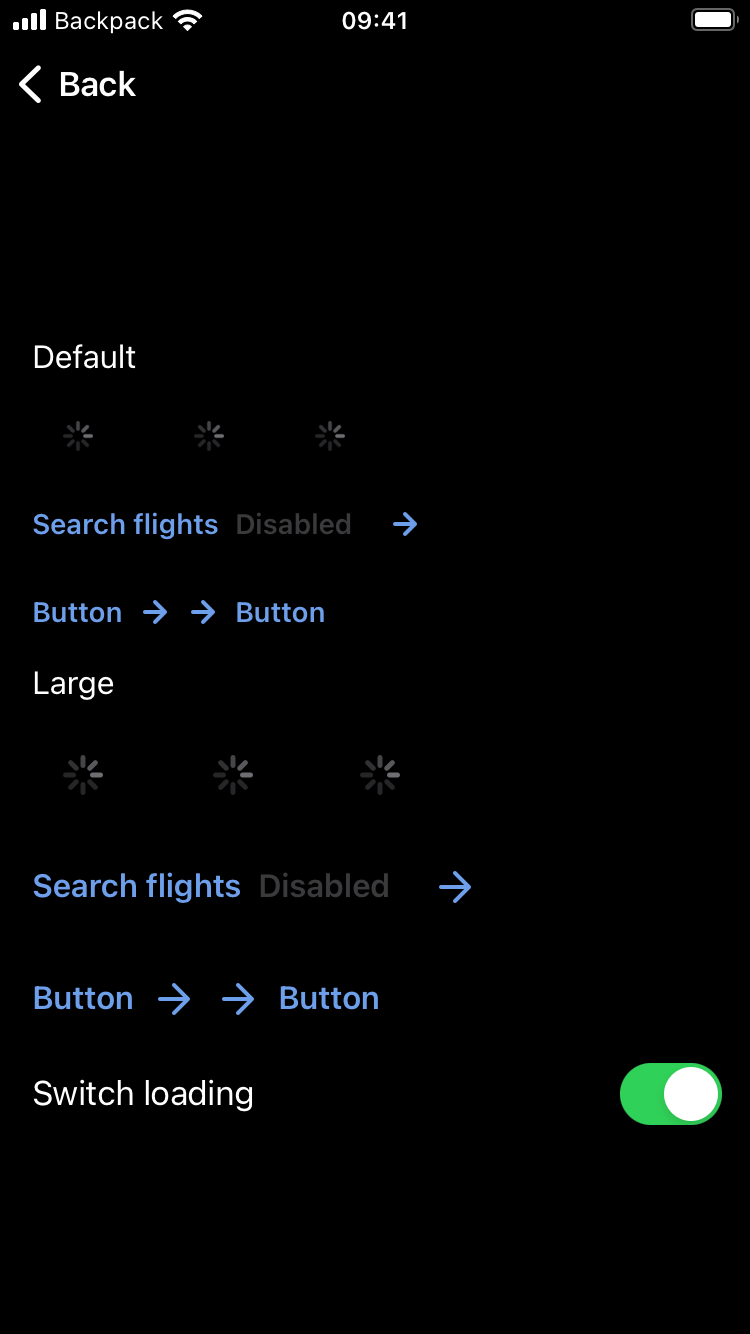 Backpack 09:41
Back
Default
Search flights Disabled
Button Button
Large
Search flights Disabled
Button Button
Switch loading